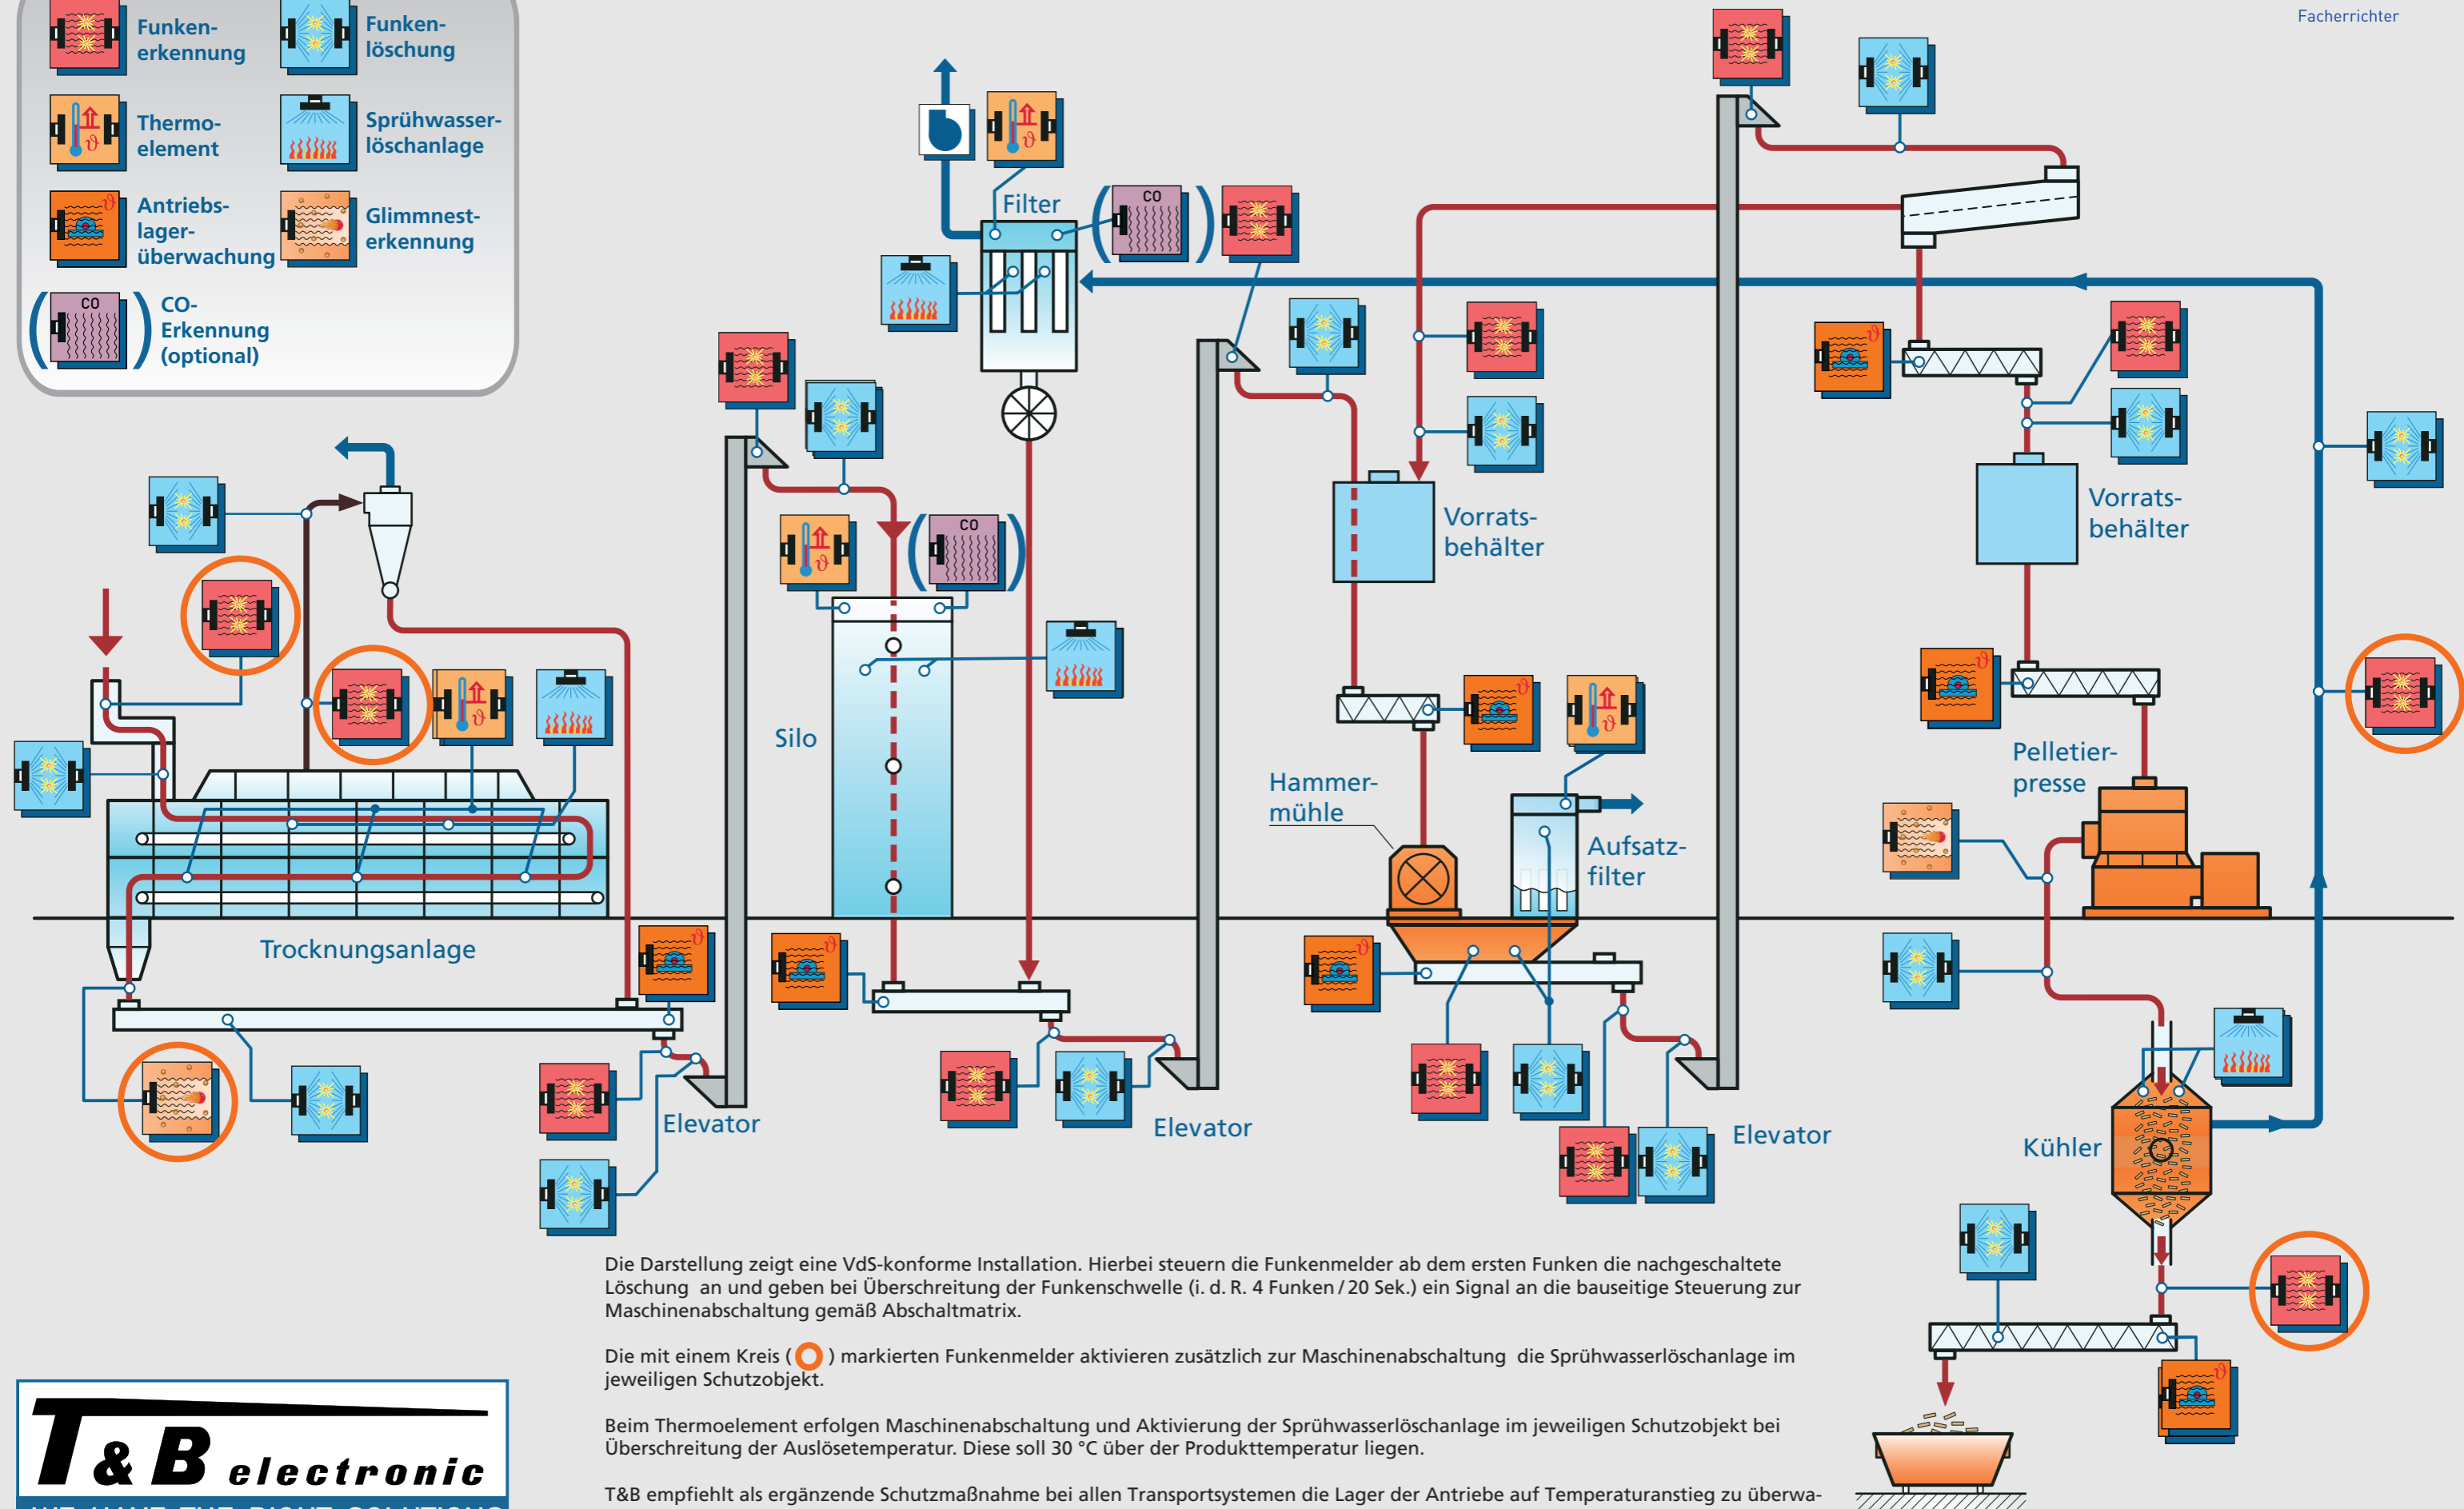 Facherrichter
Funken-
erkennung
Funken-
löschung
Thermo-
element
Sprühwasser-
löschanlage
Antriebs-
lager-
überwachung
Glimmnest-
erkennung
CO
CO-
Erkennung
(optional)
Filter
CO
CO
Silo
Trocknungsanlage
Elevator
Elevator
Vorrats-
behälter
Hammer-
mühle
Aufsatz-
filter
Elevator
Vorrats-
behälter
Pelletier-
presse
Kühler
Die Darstellung zeigt eine VdS-konforme Installation. Hierbei steuern die Funkenmelder ab dem ersten Funken die nachgeschaltete
Löschung an und geben bei Überschreitung der Funkenschwelle (i. d. R. 4 Funken / 20 Sek.) ein Signal an die bauseitige Steuerung zur
Maschinenabschaltung gemäß Abschaltmatrix.
Die mit einem Kreis ( ) markierten Funkenmelder aktivieren zusätzlich zur Maschinenabschaltung die Sprühwasserlöschanlage im
jeweiligen Schutzobjekt.
Beim Thermoelement erfolgen Maschinenabschaltung und Aktivierung der Sprühwasserlöschanlage im jeweiligen Schutzobjekt bei
Überschreitung der Auslösetemperatur. Diese soll 30 °C über der Produkttemperatur liegen.
T&B empfiehlt als ergänzende Schutzmaßnahme bei allen Transportsystemen die Lager der Antriebe auf Temperaturanstieg zu überwa-
T&B electronic
WE HAVE THE RIGHT SOLUTIONS